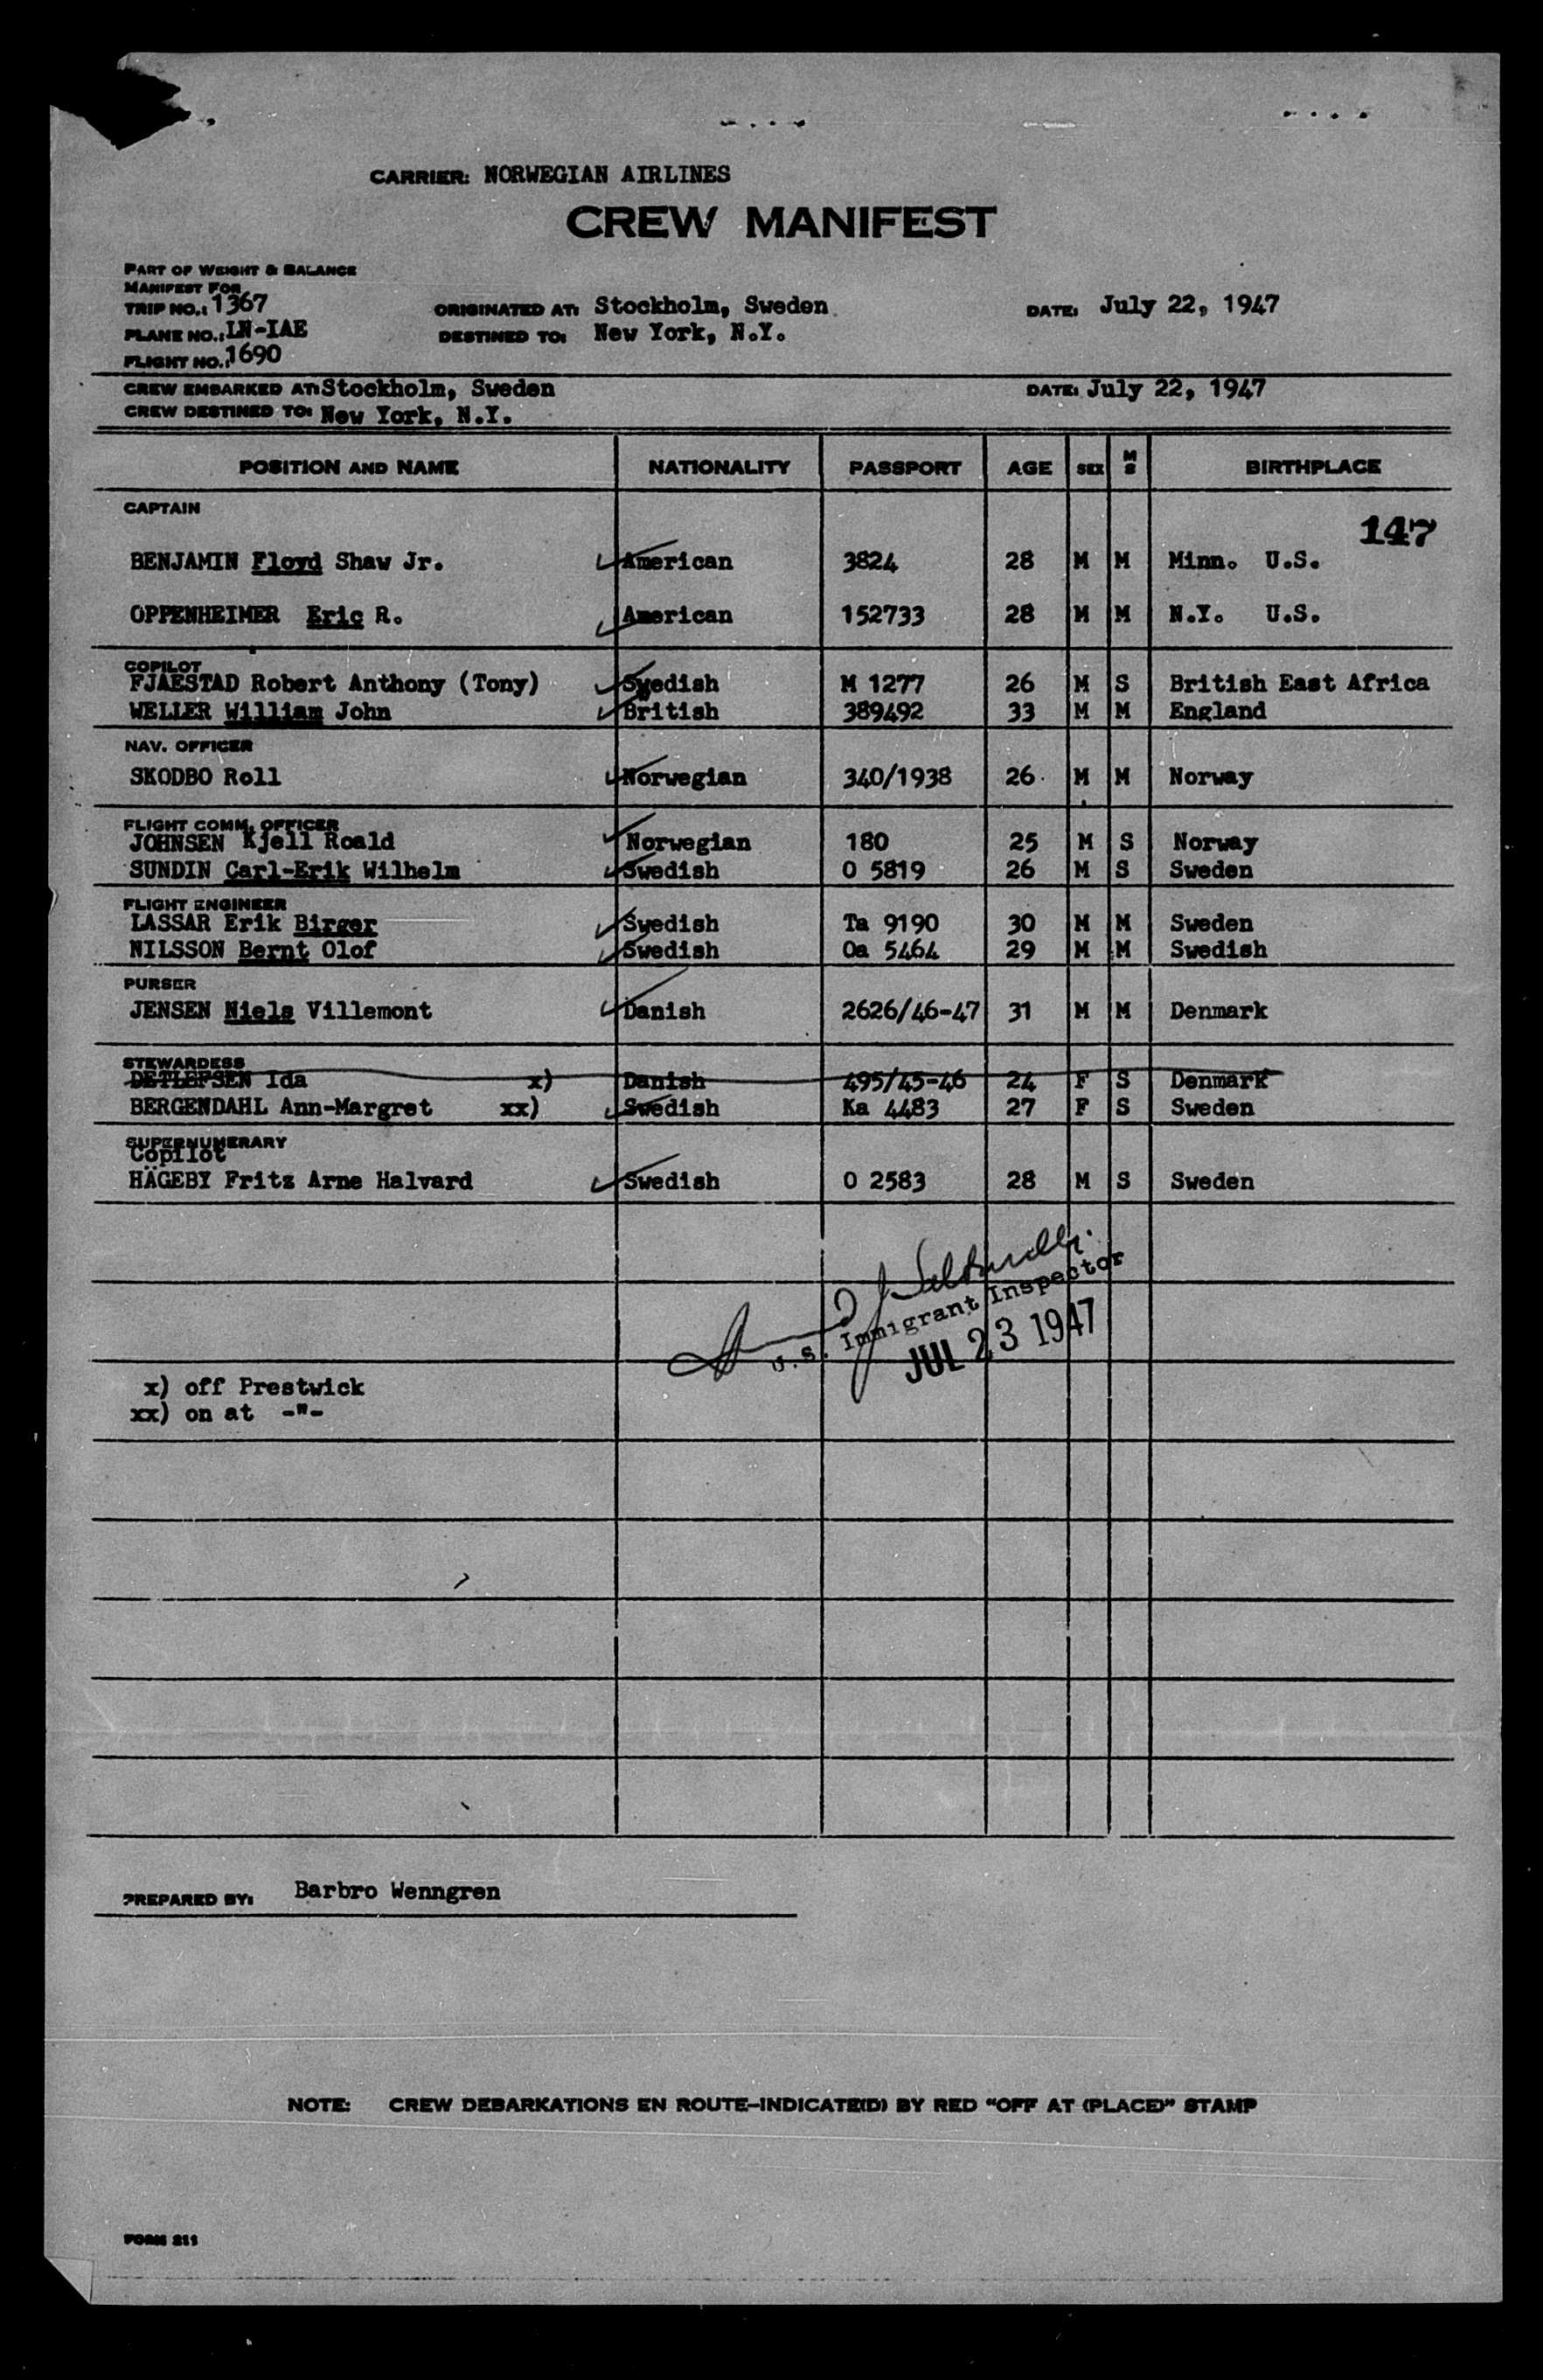 CARRIER: NORWEGIAN AIRLINES
CREW MANIFEST
PART OF WEIGHT & BALANCE
MANIFEST FOR
TRIP NO.: 1367 ORIGINATED AT: Stockholm, Sweden DATE: July 22, 1947
PLANE NO.: LN-IAE DESTINED TO: New York, N.Y.
FLIGHT NO.: 1690
CREW EMBARKED AT: Stockholm, Sweden DATE: July 22, 1947
CREW DESTINED TO: New York, N.Y.
POSITION AND NAME NATIONALITY PASSPORT AGE SEX M S BIRTHPLACE
CAPTAIN
147
BENJAMIN Floyd Shaw Jr. American 3824 28 M M Minn. U.S.
OPPENHEIMER Eric R. American 152733 28 M M N.Y. U.S.
COPILOT
FJAESTAD Robert Anthony (Tony) Swedish M 1277 26 M S British East Africa
WELLER William John British 389492 33 M M England
NAV. OFFICER
SKODBO Roll Norwegian 340/1938 26 M M Norway
FLIGHT COMM. OFFICER
JOHNSEN Kjell Roald Norwegian 180 25 M S Norway
SUNDIN Carl-Erik Wilhelm Swedish O 5819 26 M S Sweden
FLIGHT ENGINEER
LASSAR Erik Birger Swedish Ta 9190 30 M M Sweden
NILSSON Bernt Olof Swedish Oa 5464 29 M M Swedish
PURSER
JENSEN Niels Villemont Danish 2626/46-47 31 M M Denmark
STEWARDESS
DETLEFSEN Ida x) Danish 495/45-46 24 F S Denmark
BERGENDAHL Ann-Margret xx) Swedish Ka 4483 27 F S Sweden
SUPERNUMERARY
Copilot
HÄGEBY Fritz Arne Halvard Swedish O 2583 28 M S Sweden
U.S. Immigrant Inspector
JUL 23 1947
x) off Prestwick
xx) on at -"-
PREPARED BY: Barbro Wenngren
NOTE: CREW DEBARKATIONS EN ROUTE-INDICATE(D) BY RED "OFF AT (PLACE)" STAMP
FORM 211